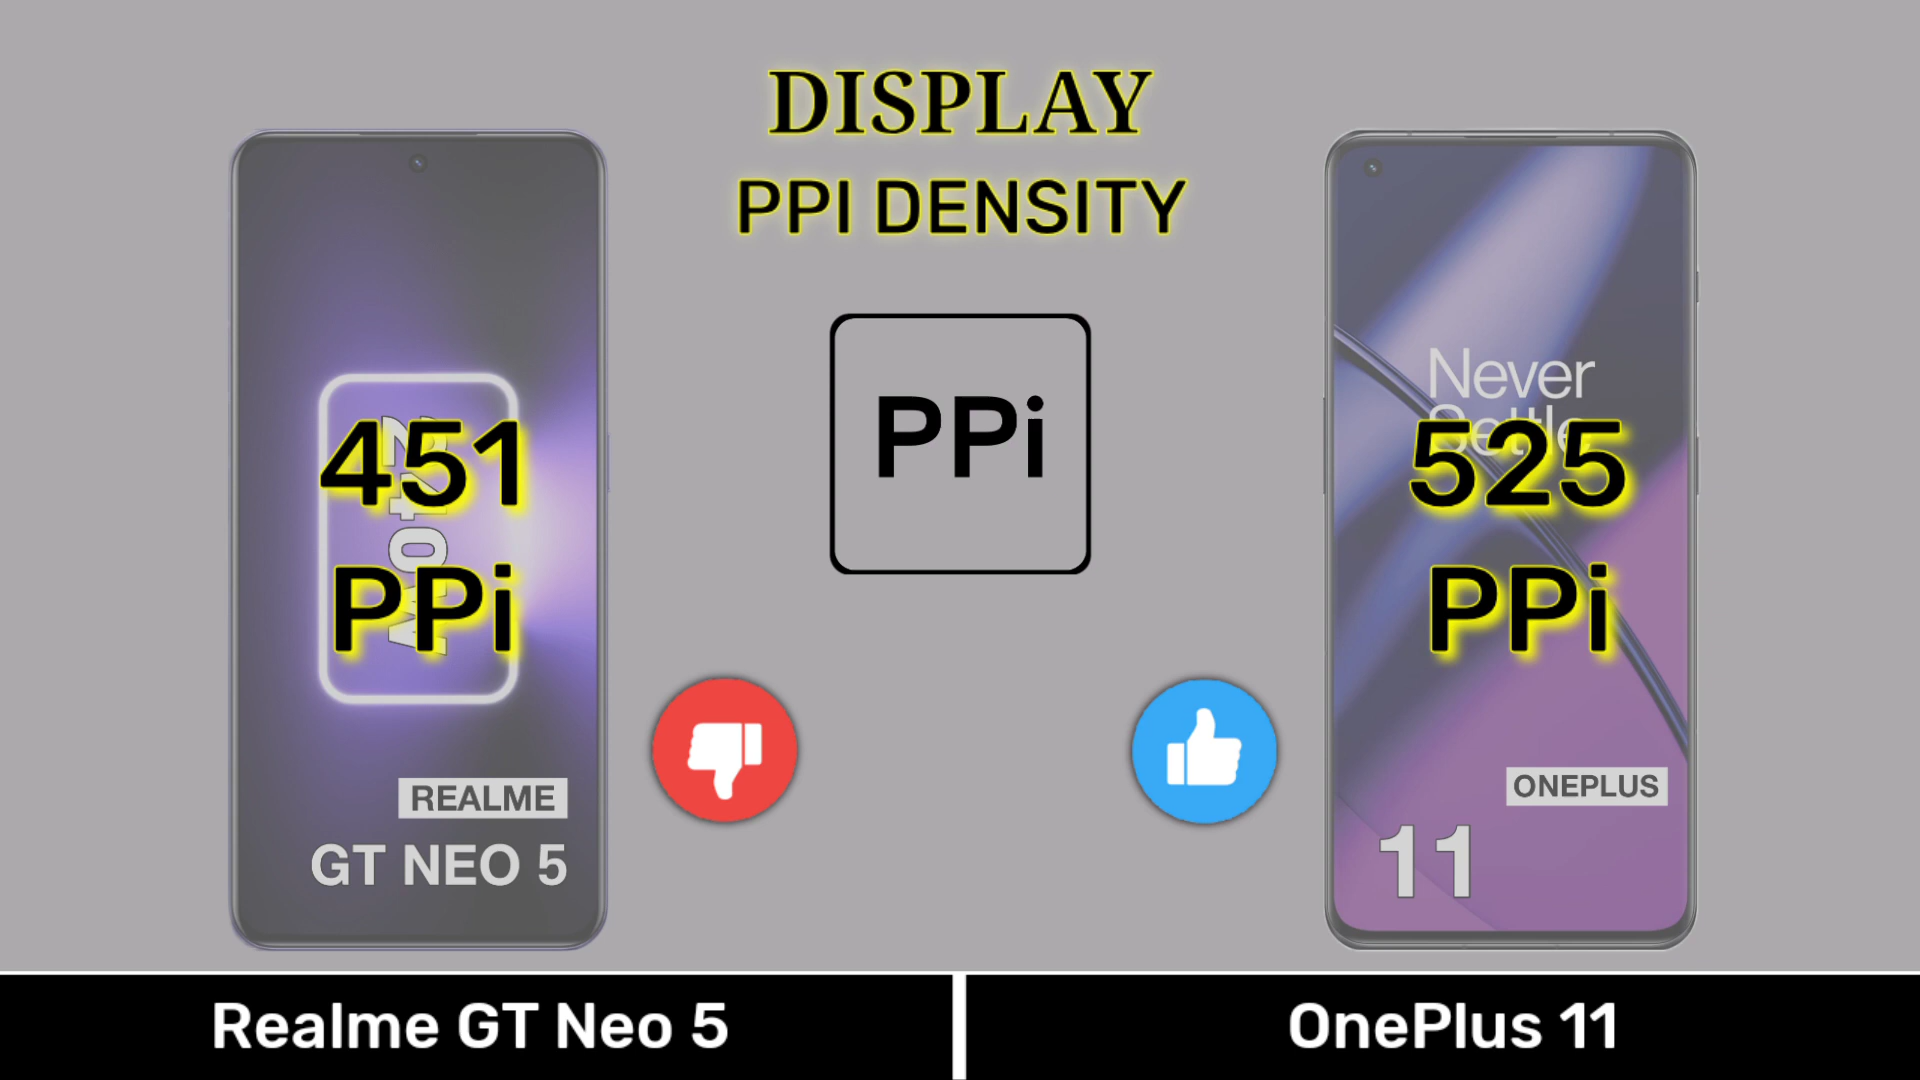 DISPLAY
PPI DENSITY
PPi
451
PPi
REALME
GT NEO 5
Never
Settle
525
PPi
ONEPLUS
11
Realme GT Neo 5
OnePlus 11